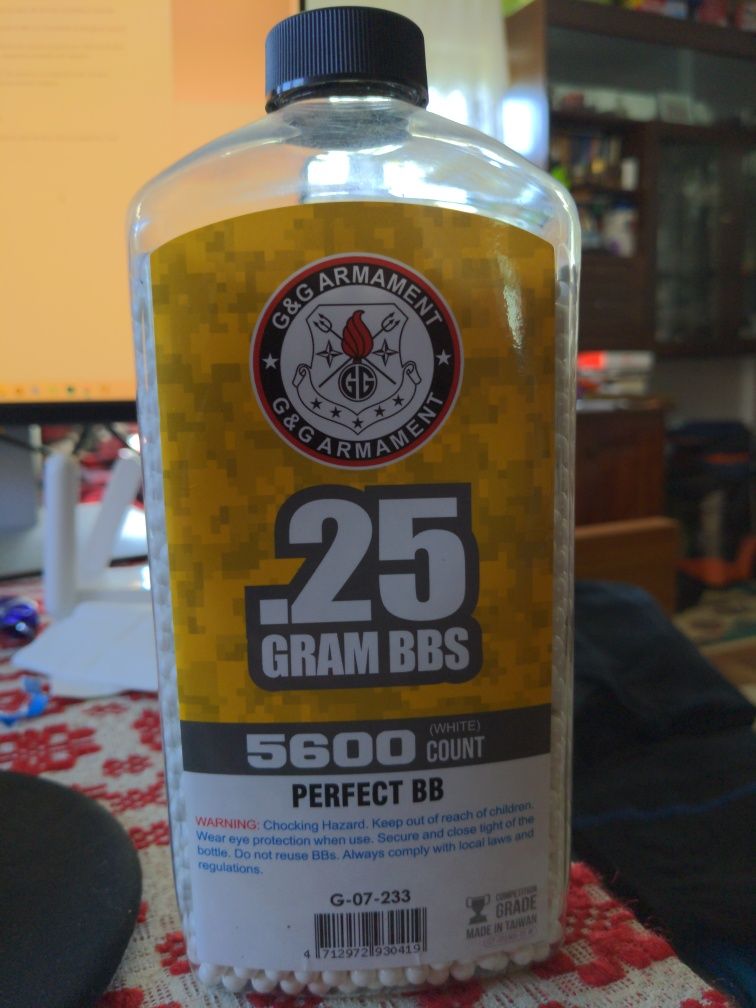 G&G ARMAMENT
GG
G&G ARMAMENT
.25
GRAM BBS
5600 (WHITE) COUNT
PERFECT BB
WARNING: Chocking Hazard. Keep out of reach of children.
Wear eye protection when use. Secure and close tight of the
bottle. Do not reuse BBs. Always comply with local laws and
regulations.
G-07-233
COMPETITION
GRADE
MADE IN TAIWAN
4 712972 930419